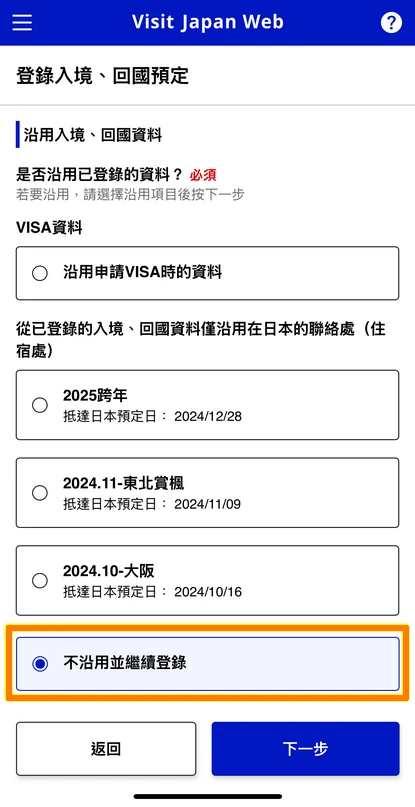 Visit Japan Web
?
登錄入境、回國預定
沿用入境、回國資料
是否沿用已登錄的資料？ 必須
若要沿用，請選擇沿用項目後按下一步
VISA資料
沿用申請VISA時的資料
從已登錄的入境、回國資料僅沿用在日本的聯絡處（住
宿處）
2025跨年
抵達日本預定日： 2024/12/28
2024.11-東北賞楓
抵達日本預定日： 2024/11/09
2024.10-大阪
抵達日本預定日： 2024/10/16
不沿用並繼續登錄
返回
下一步